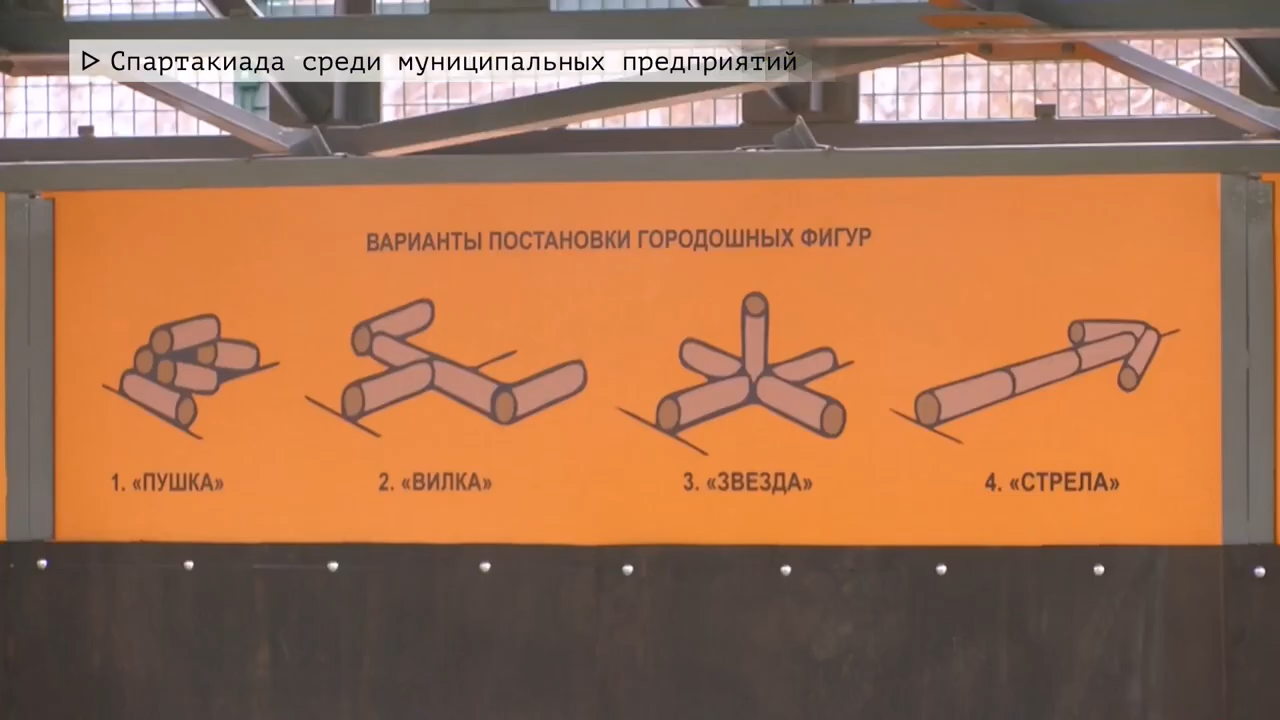 Спартакиада среди муниципальных предприятий
ВАРИАНТЫ ПОСТАНОВКИ ГОРОДОШНЫХ ФИГУР
1. «ПУШКА»
2. «ВИЛКА»
3. «ЗВЕЗДА»
4. «СТРЕЛА»